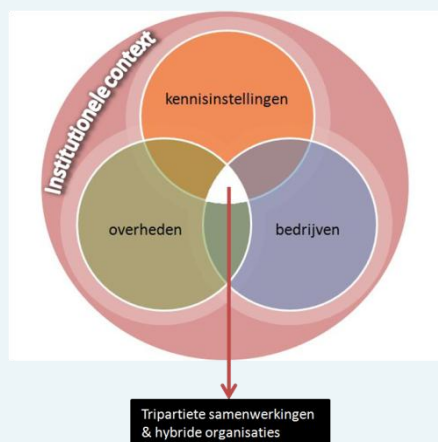 Institutionele context
kennisinstellingen
overheden
bedrijven
Tripartiete samenwerkingen
& hybride organisaties